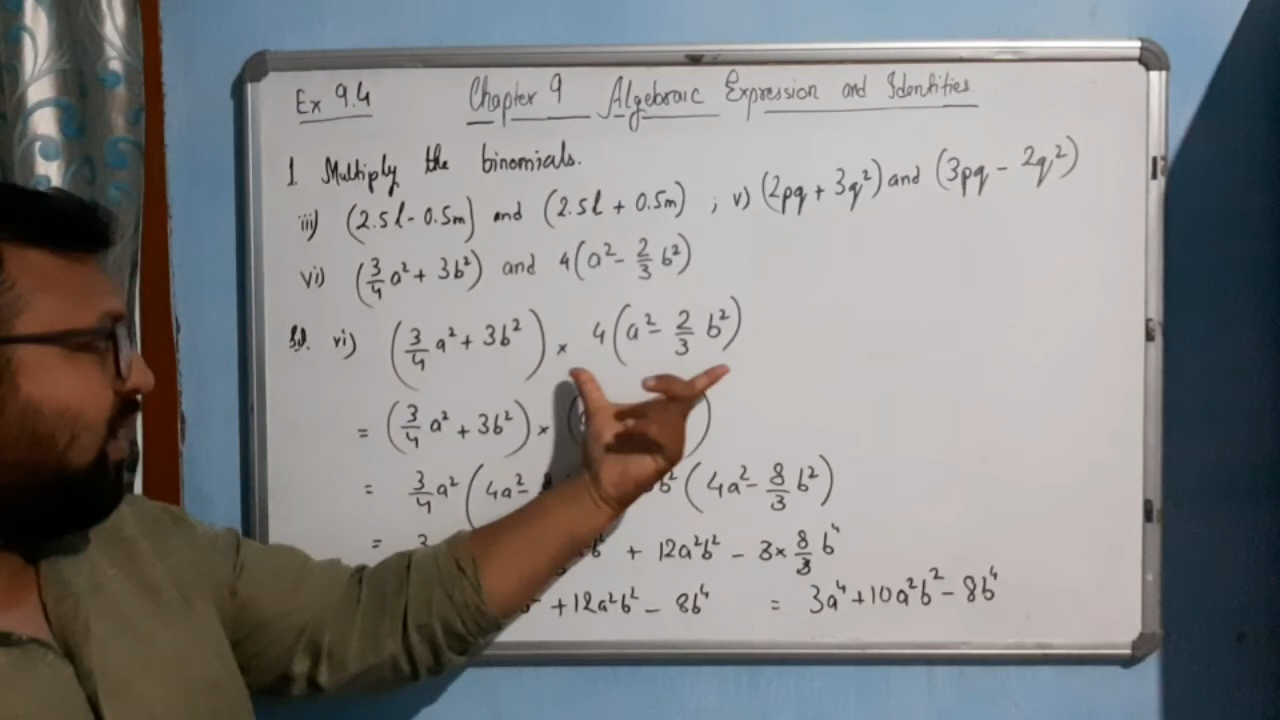 Ex 9.4 Chapter 9 Algebraic Expression and Identities
1. Multiply the binomials.
iii) (2.5l - 0.5m) and (2.5l + 0.5m) ; v) (2pq + 3q²) and (3pq - 2q²)
vi) (3/4 a² + 3b²) and 4(a² - 2/3 b²)
Sol. vi) (3/4 a² + 3b²) × 4(a² - 2/3 b²)
= (3/4 a² + 3b²) × ( )
= 3/4 a² (4a² - b² (4a² - 8/3 b²)
= 3 b² + 12a²b² - 3 × 8/3 b⁴
+ 12a²b² - 8b⁴ = 3a⁴ + 10a²b² - 8b⁴